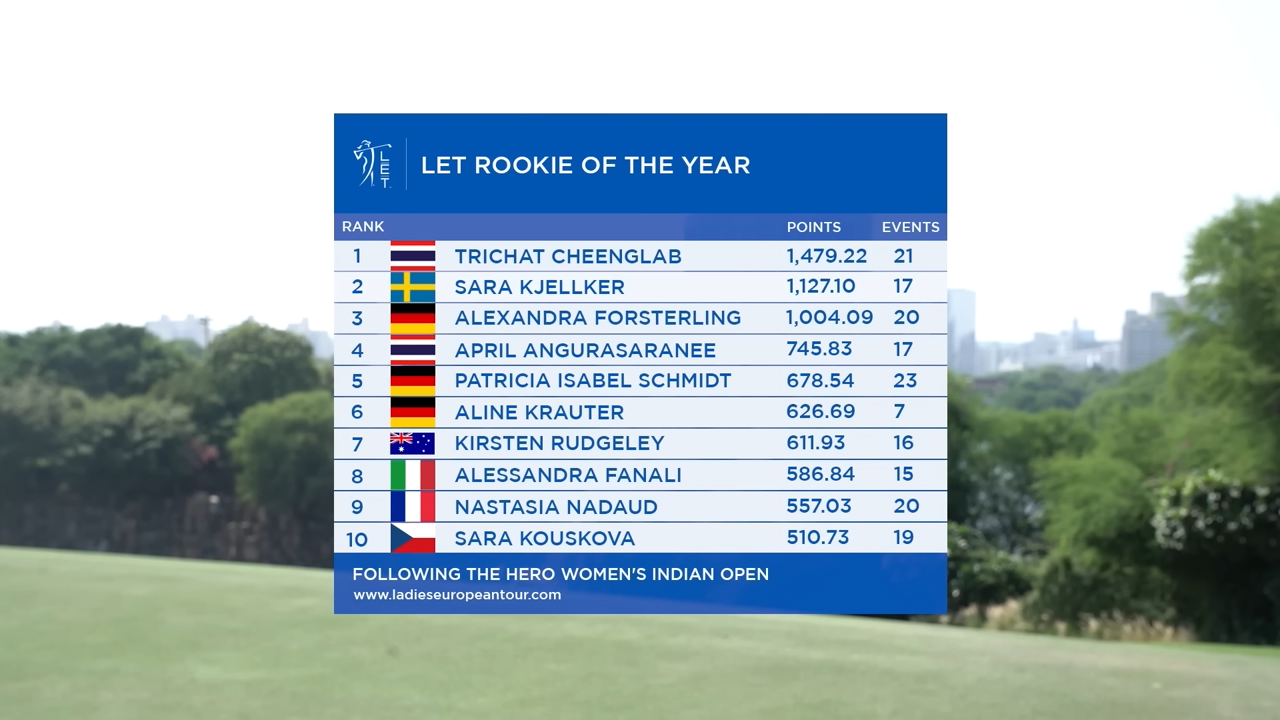 LET
LET ROOKIE OF THE YEAR
RANK POINTS EVENTS
1 TRICHAT CHEENGLAB 1,479.22 21
2 SARA KJELLKER 1,127.10 17
3 ALEXANDRA FORSTERLING 1,004.09 20
4 APRIL ANGURASARANEE 745.83 17
5 PATRICIA ISABEL SCHMIDT 678.54 23
6 ALINE KRAUTER 626.69 7
7 KIRSTEN RUDGELEY 611.93 16
8 ALESSANDRA FANALI 586.84 15
9 NASTASIA NADAUD 557.03 20
10 SARA KOUSKOVA 510.73 19
FOLLOWING THE HERO WOMEN'S INDIAN OPEN
www.ladieseuropeantour.com